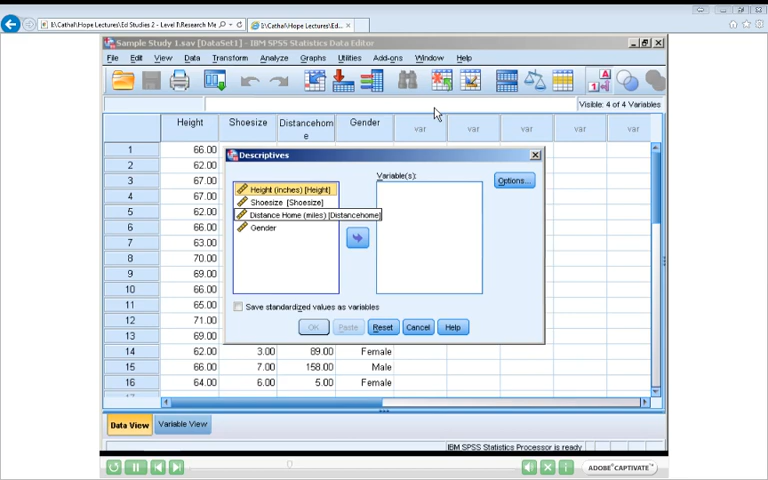 E:\Cathal\Hope Lectures\Ed Studies 2 - Level I\Research Me
E:\Cathal\Hope Lectures\Ed...
Sample Study 1.sav [DataSet1] - IBM SPSS Statistics Data Editor
File Edit View Data Transform Analyze Graphs Utilities Add-ons Window Help
Visible: 4 of 4 Variables
Height Shoesize Distancehom
e Gender var var var var
1 66.00
2 62.00
3 67.00
4 67.00
5 62.00
6 66.00
7 63.00
8 70.00
9 69.00
10 66.00
11 65.00
12 71.00
13 69.00
14 62.00 3.00 89.00 Female
15 66.00 7.00 158.00 Male
16 64.00 6.00 5.00 Female
Descriptives
Variable(s):
Height (inches) [Height]
Shoesize [Shoesize]
Distance Home (miles) [Distancehome]
Gender
Options...
Save standardized values as variables
OK Paste Reset Cancel Help
Data View Variable View
IBM SPSS Statistics Processor is ready
ADOBE® CAPTIVATE™